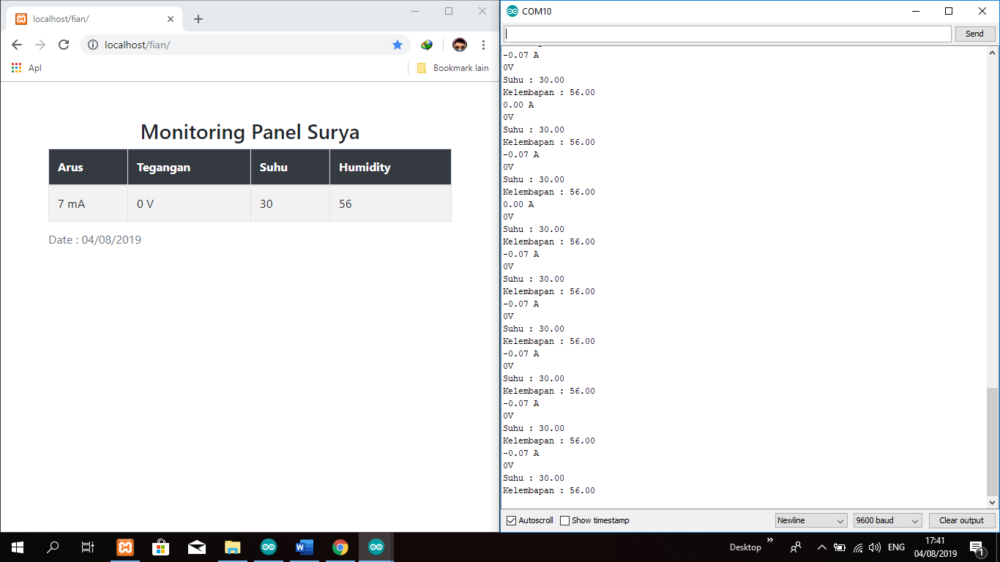 localhost/fian/
localhost/fian/
Apl
Bookmark lain
Monitoring Panel Surya
Arus Tegangan Suhu Humidity
7 mA 0 V 30 56
Date : 04/08/2019
COM10
Send
-0.07 A
0V
Suhu : 30.00
Kelembapan : 56.00
0.00 A
0V
Suhu : 30.00
Kelembapan : 56.00
-0.07 A
0V
Suhu : 30.00
Kelembapan : 56.00
0.00 A
0V
Suhu : 30.00
Kelembapan : 56.00
-0.07 A
0V
Suhu : 30.00
Kelembapan : 56.00
-0.07 A
0V
Suhu : 30.00
Kelembapan : 56.00
-0.07 A
0V
Suhu : 30.00
Kelembapan : 56.00
-0.07 A
0V
Suhu : 30.00
Kelembapan : 56.00
-0.07 A
0V
Suhu : 30.00
Kelembapan : 56.00
Autoscroll Show timestamp Newline 9600 baud Clear output
Desktop ENG 17:41
04/08/2019 1